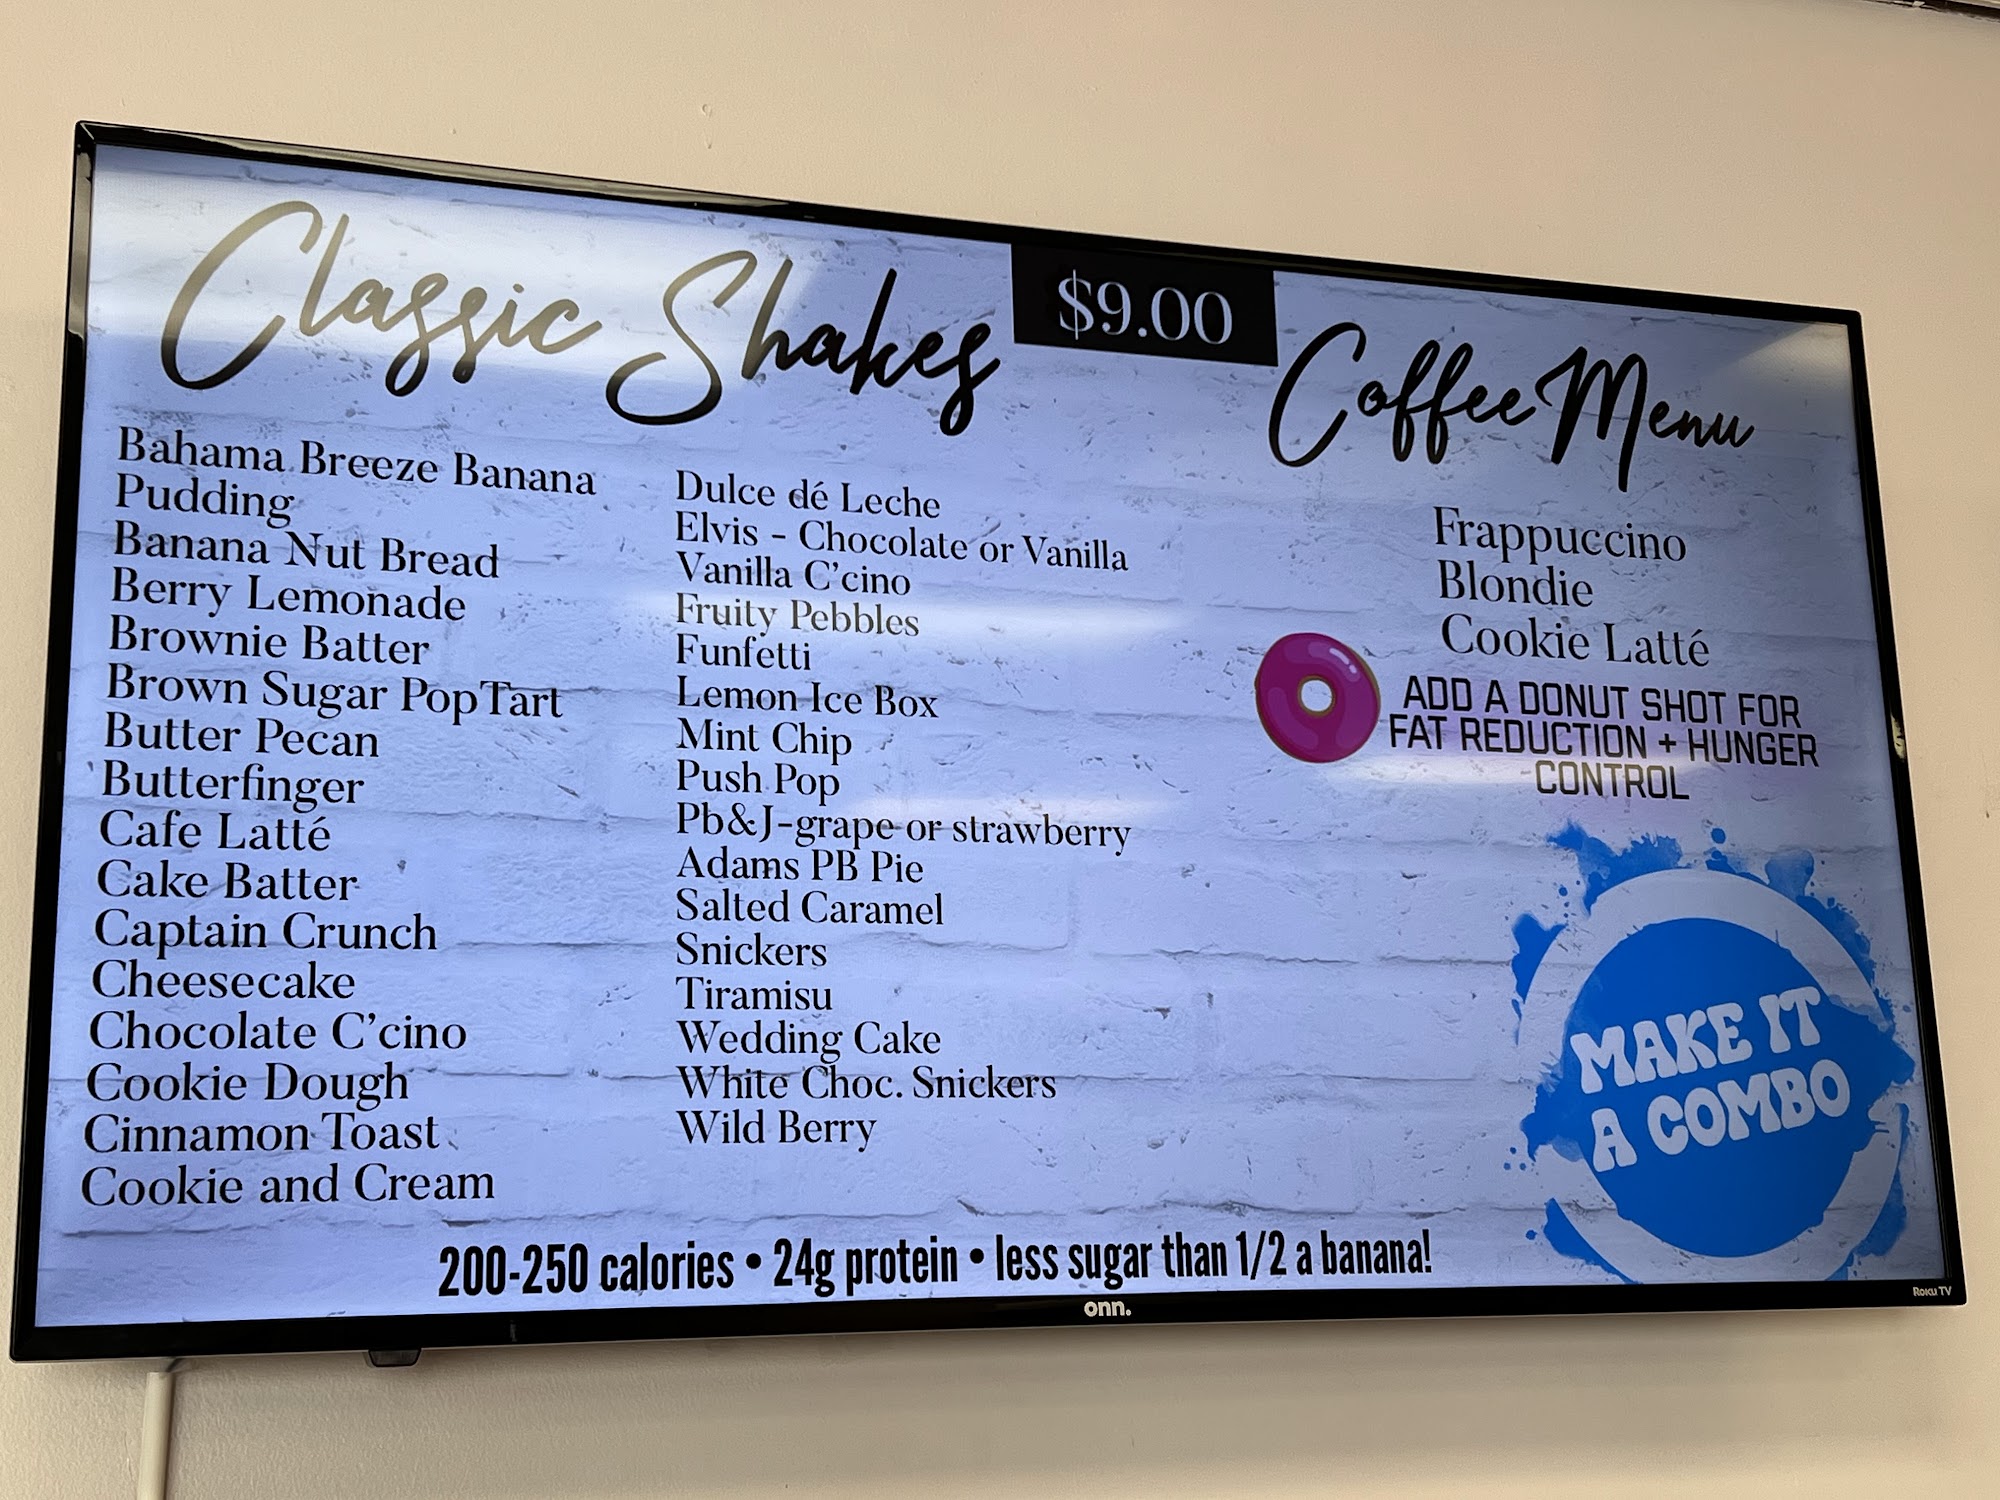 Classic Shakes
$9.00
Bahama Breeze Banana
Pudding
Banana Nut Bread
Berry Lemonade
Brownie Batter
Brown Sugar PopTart
Butter Pecan
Butterfinger
Cafe Latté
Cake Batter
Captain Crunch
Cheesecake
Chocolate C'cino
Cookie Dough
Cinnamon Toast
Cookie and Cream
Dulce dé Leche
Elvis - Chocolate or Vanilla
Vanilla C'cino
Fruity Pebbles
Funfetti
Lemon Ice Box
Mint Chip
Push Pop
Pb&J-grape or strawberry
Adams PB Pie
Salted Caramel
Snickers
Tiramisu
Wedding Cake
White Choc. Snickers
Wild Berry
Coffee Menu
Frappuccino
Blondie
Cookie Latté
ADD A DONUT SHOT FOR
FAT REDUCTION + HUNGER
CONTROL
MAKE IT
A COMBO
200-250 calories • 24g protein • less sugar than 1/2 a banana!
onn.
Roku TV